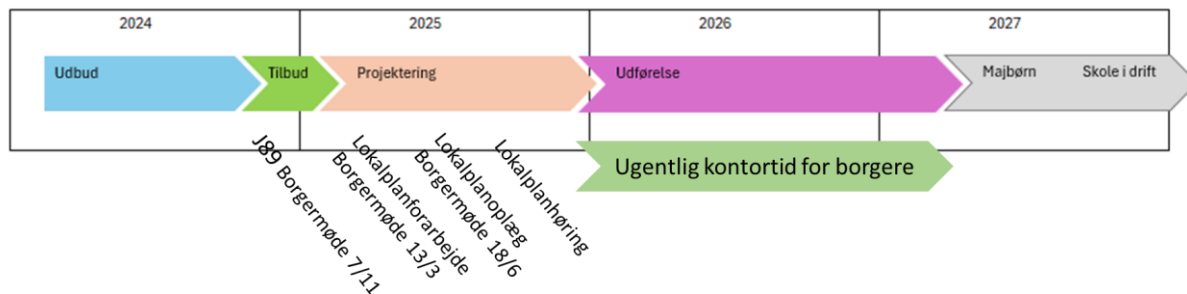 2024
2025
2026
2027
Udbud
Tilbud
Projektering
Udførelse
Majbørn
Skole i drift
J89 Borgermøde 7/11
Lokalplanforarbejde
Borgermøde 13/3
Lokalplanoplæg
Borgermøde 18/6
Lokalplanhøring
Ugentlig kontortid for borgere